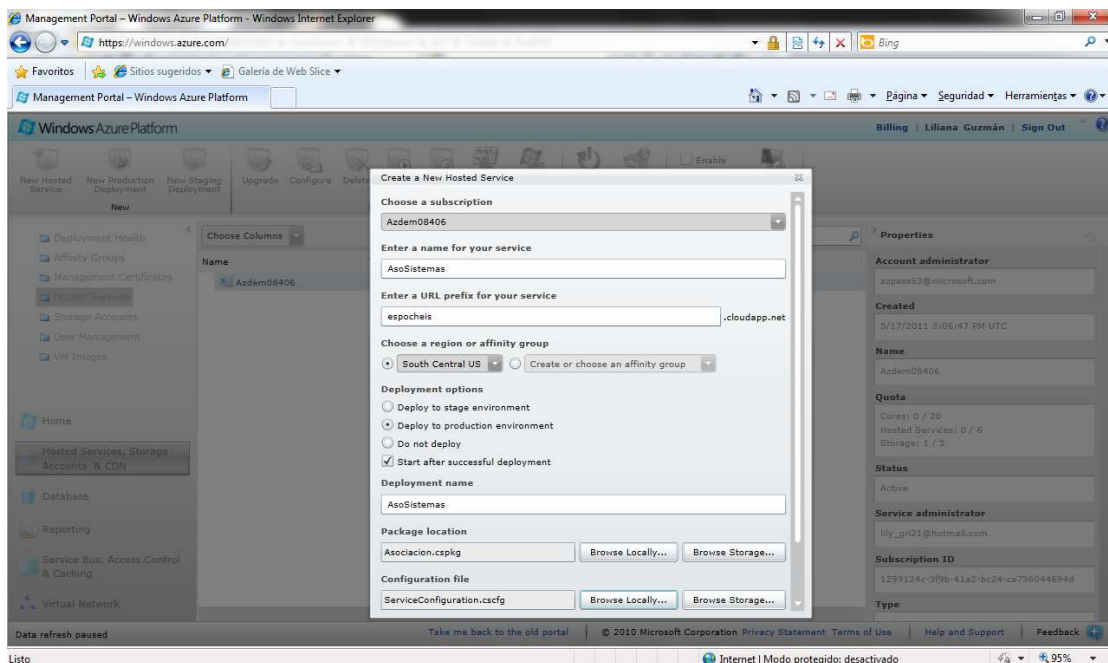 Management Portal – Windows Azure Platform - Windows Internet Explorer
https://windows.azure.com/
Bing
Favoritos Sitios sugeridos Galería de Web Slice
Management Portal – Windows Azure Platform
Página Seguridad Herramientas
Windows Azure Platform
Billing | Liliana Guzmán | Sign Out
New Hosted Service
New Production Deployment
New Staging Deployment
Upgrade
Configure
Delete
Enable
New
Deployment Health
Affinity Groups
Management Certificates
Hosted Services
Storage Accounts
User Management
VM Images
Home
Hosted Services, Storage
Accounts & CDN
Database
Reporting
Service Bus, Access Control
& Caching
Virtual Network
Choose Columns
Name
Azdem08406
Create a New Hosted Service
Choose a subscription
Azdem08406
Enter a name for your service
AsoSistemas
Enter a URL prefix for your service
espocheis .cloudapp.net
Choose a region or affinity group
South Central US Create or choose an affinity group
Deployment options
Deploy to stage environment
Deploy to production environment
Do not deploy
Start after successful deployment
Deployment name
AsoSistemas
Package location
Asociacion.cspkg Browse Locally... Browse Storage...
Configuration file
ServiceConfiguration.cscfg Browse Locally... Browse Storage...
Properties
Account administrator
azpass63@microsoft.com
Created
5/17/2011 3:06:47 PM UTC
Name
Azdem08406
Quota
Cores: 0 / 20
Hosted Services: 0 / 6
Storage: 1 / 5
Status
Active
Service administrator
lily_gri21@hotmail.com
Subscription ID
1299124c-3f9b-41a2-bc24-ca796044694d
Type
Data refresh paused
Take me back to the old portal | © 2010 Microsoft Corporation Privacy Statement Terms of Use | Help and Support | Feedback
Listo
Internet | Modo protegido: desactivado
95%